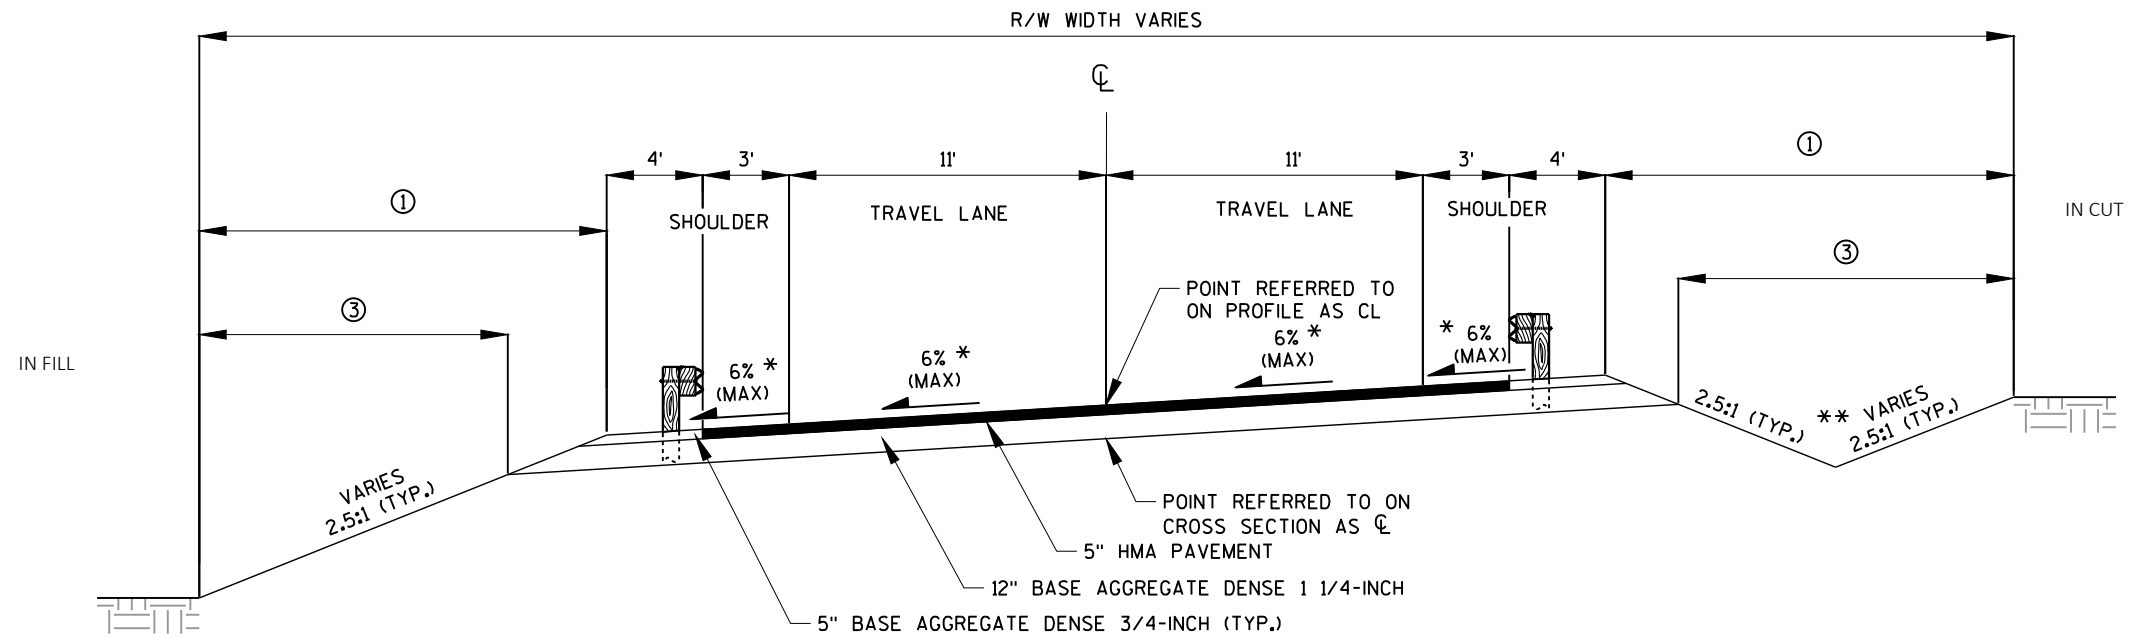 R/W WIDTH VARIES
℄
4' 3' 11' 11' 3' 4' ①
① SHOULDER TRAVEL LANE TRAVEL LANE SHOULDER IN CUT
③
③
POINT REFERRED TO
ON PROFILE AS CL
IN FILL
6% *
(MAX)
6% *
(MAX)
6% *
(MAX)
* 6%
(MAX)
VARIES
2.5:1 (TYP.)
2.5:1 (TYP.)
** VARIES
2.5:1 (TYP.)
POINT REFERRED TO ON
CROSS SECTION AS ℄
5" HMA PAVEMENT
12" BASE AGGREGATE DENSE 1 1/4-INCH
5" BASE AGGREGATE DENSE 3/4-INCH (TYP.)